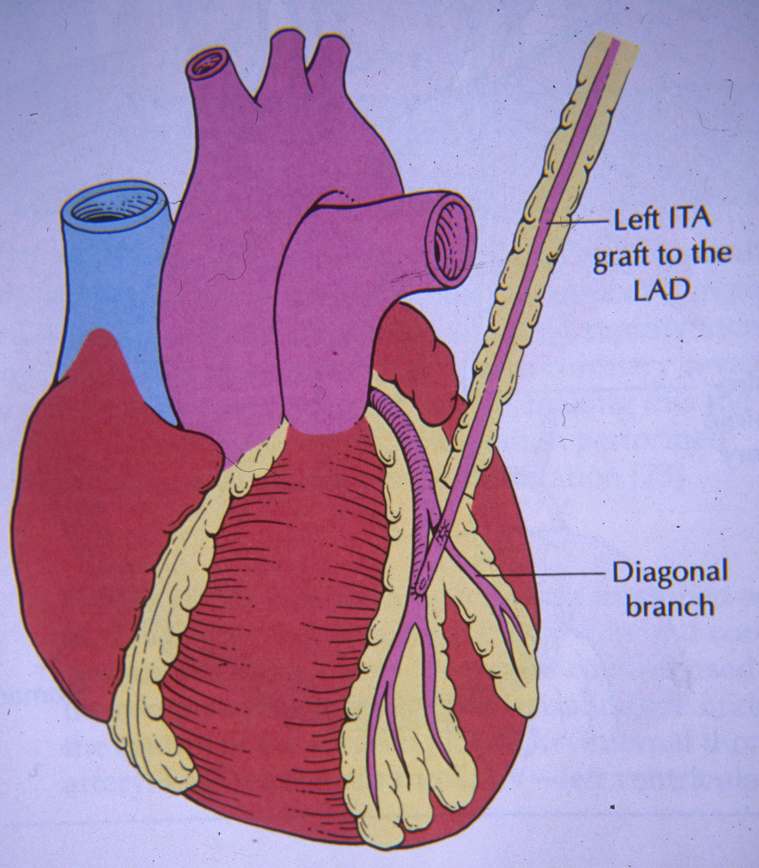 Left ITA
graft to the
LAD
Diagonal
branch